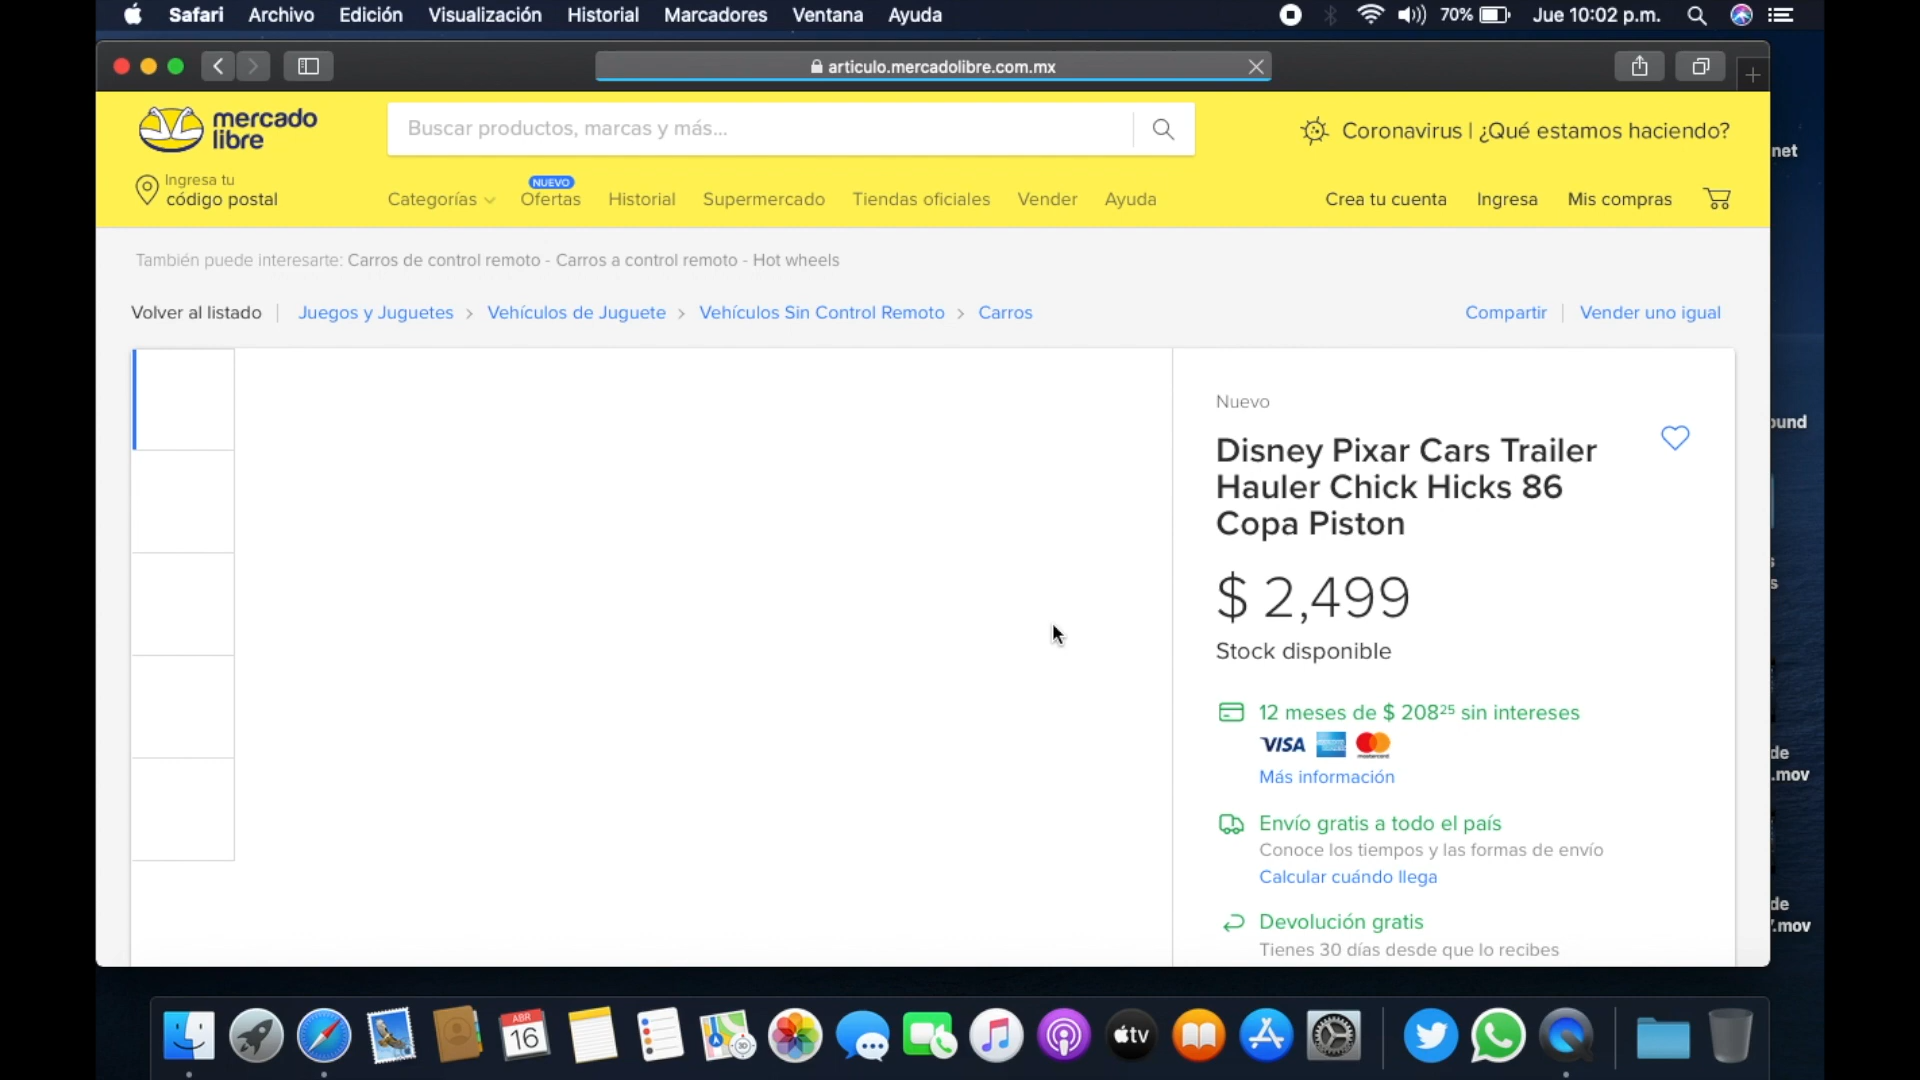 Safari Archivo Edición Visualización Historial Marcadores Ventana Ayuda 70% Jue 10:02 p.m.
articulo.mercadolibre.com.mx
mercado
libre
Buscar productos, marcas y más...
Coronavirus | ¿Qué estamos haciendo?
net
Ingresa tu
código postal
Categorías
NUEVO
Ofertas
Historial
Supermercado
Tiendas oficiales
Vender
Ayuda
Crea tu cuenta
Ingresa
Mis compras
También puede interesarte: Carros de control remoto - Carros a control remoto - Hot wheels
Volver al listado
Juegos y Juguetes > Vehículos de Juguete > Vehículos Sin Control Remoto > Carros
Compartir
Vender uno igual
Nuevo
Disney Pixar Cars Trailer
Hauler Chick Hicks 86
Copa Piston
$ 2,499
Stock disponible
12 meses de $ 208²⁵ sin intereses
VISA
mastercard
Más información
Envío gratis a todo el país
Conoce los tiempos y las formas de envío
Calcular cuándo llega
Devolución gratis
Tienes 30 días desde que lo recibes
ound
s
de
.mov
de
.mov
ABR
16
3D
tv